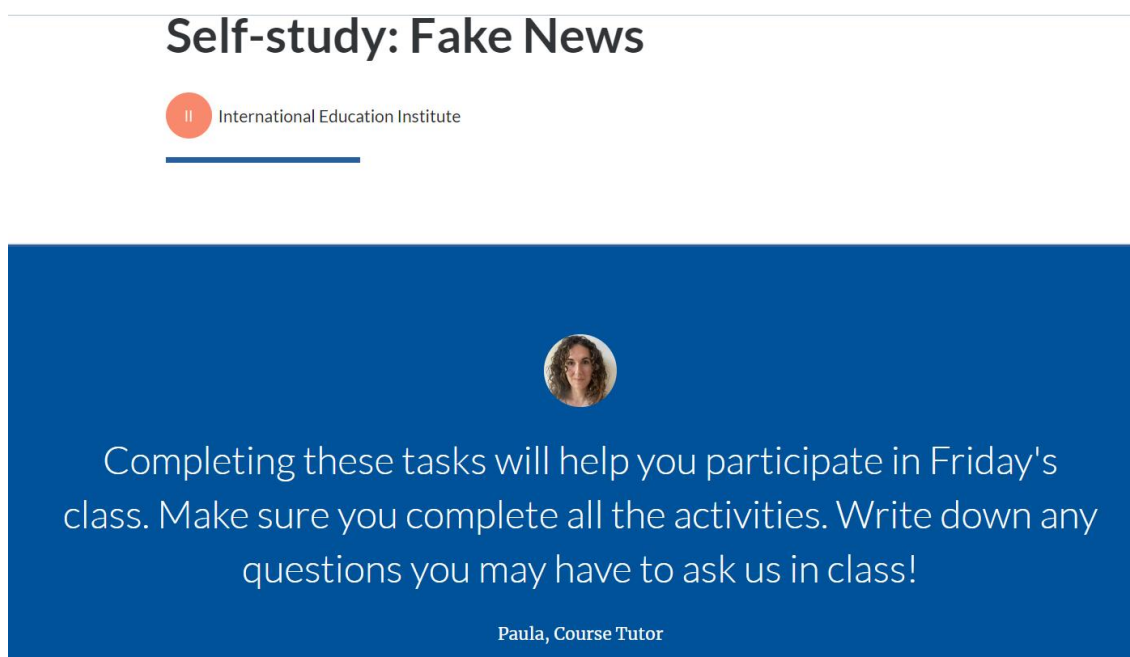 Self-study: Fake News
II
International Education Institute
Completing these tasks will help you participate in Friday's
class. Make sure you complete all the activities. Write down any
questions you may have to ask us in class!
Paula, Course Tutor